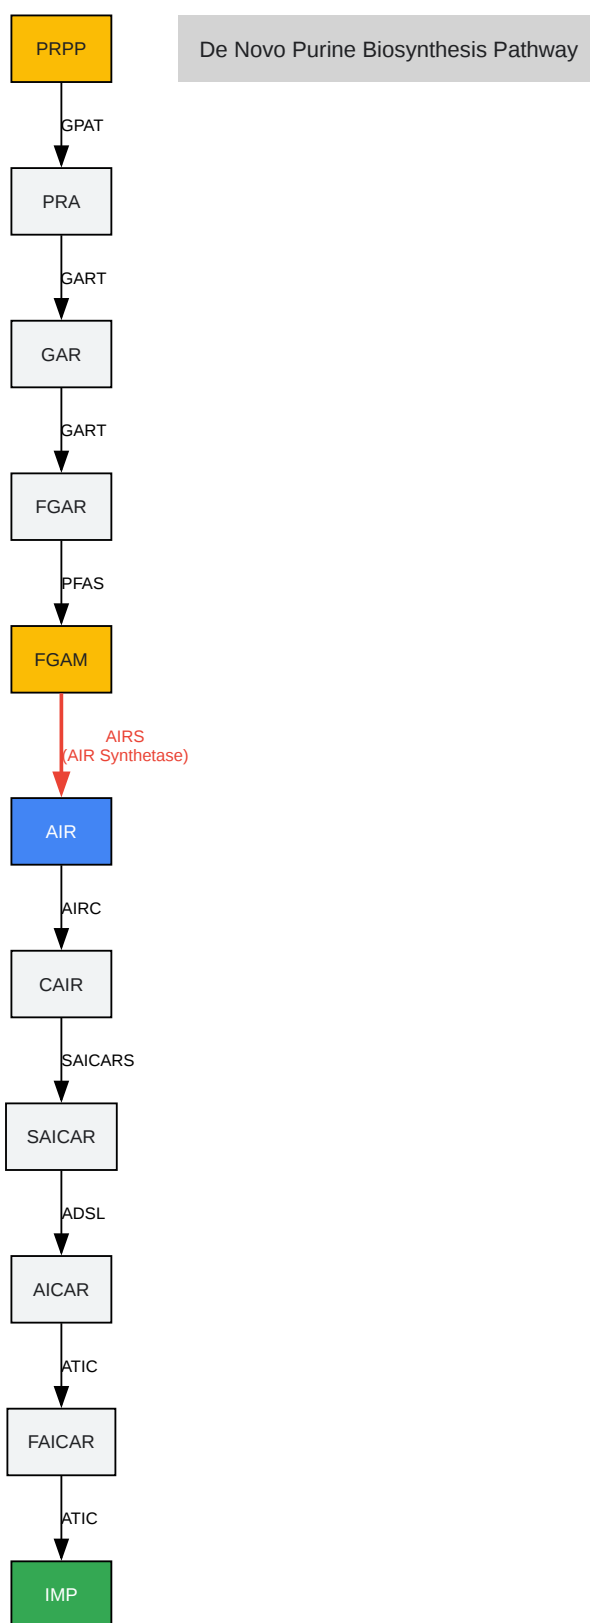 PRPP
De Novo Purine Biosynthesis Pathway
GPAT
PRA
GART
GAR
GART
FGAR
PFAS
FGAM
AIRS
(AIR Synthetase)
AIR
AIRC
CAIR
SAICARS
SAICAR
ADSL
AICAR
ATIC
FAICAR
ATIC
IMP